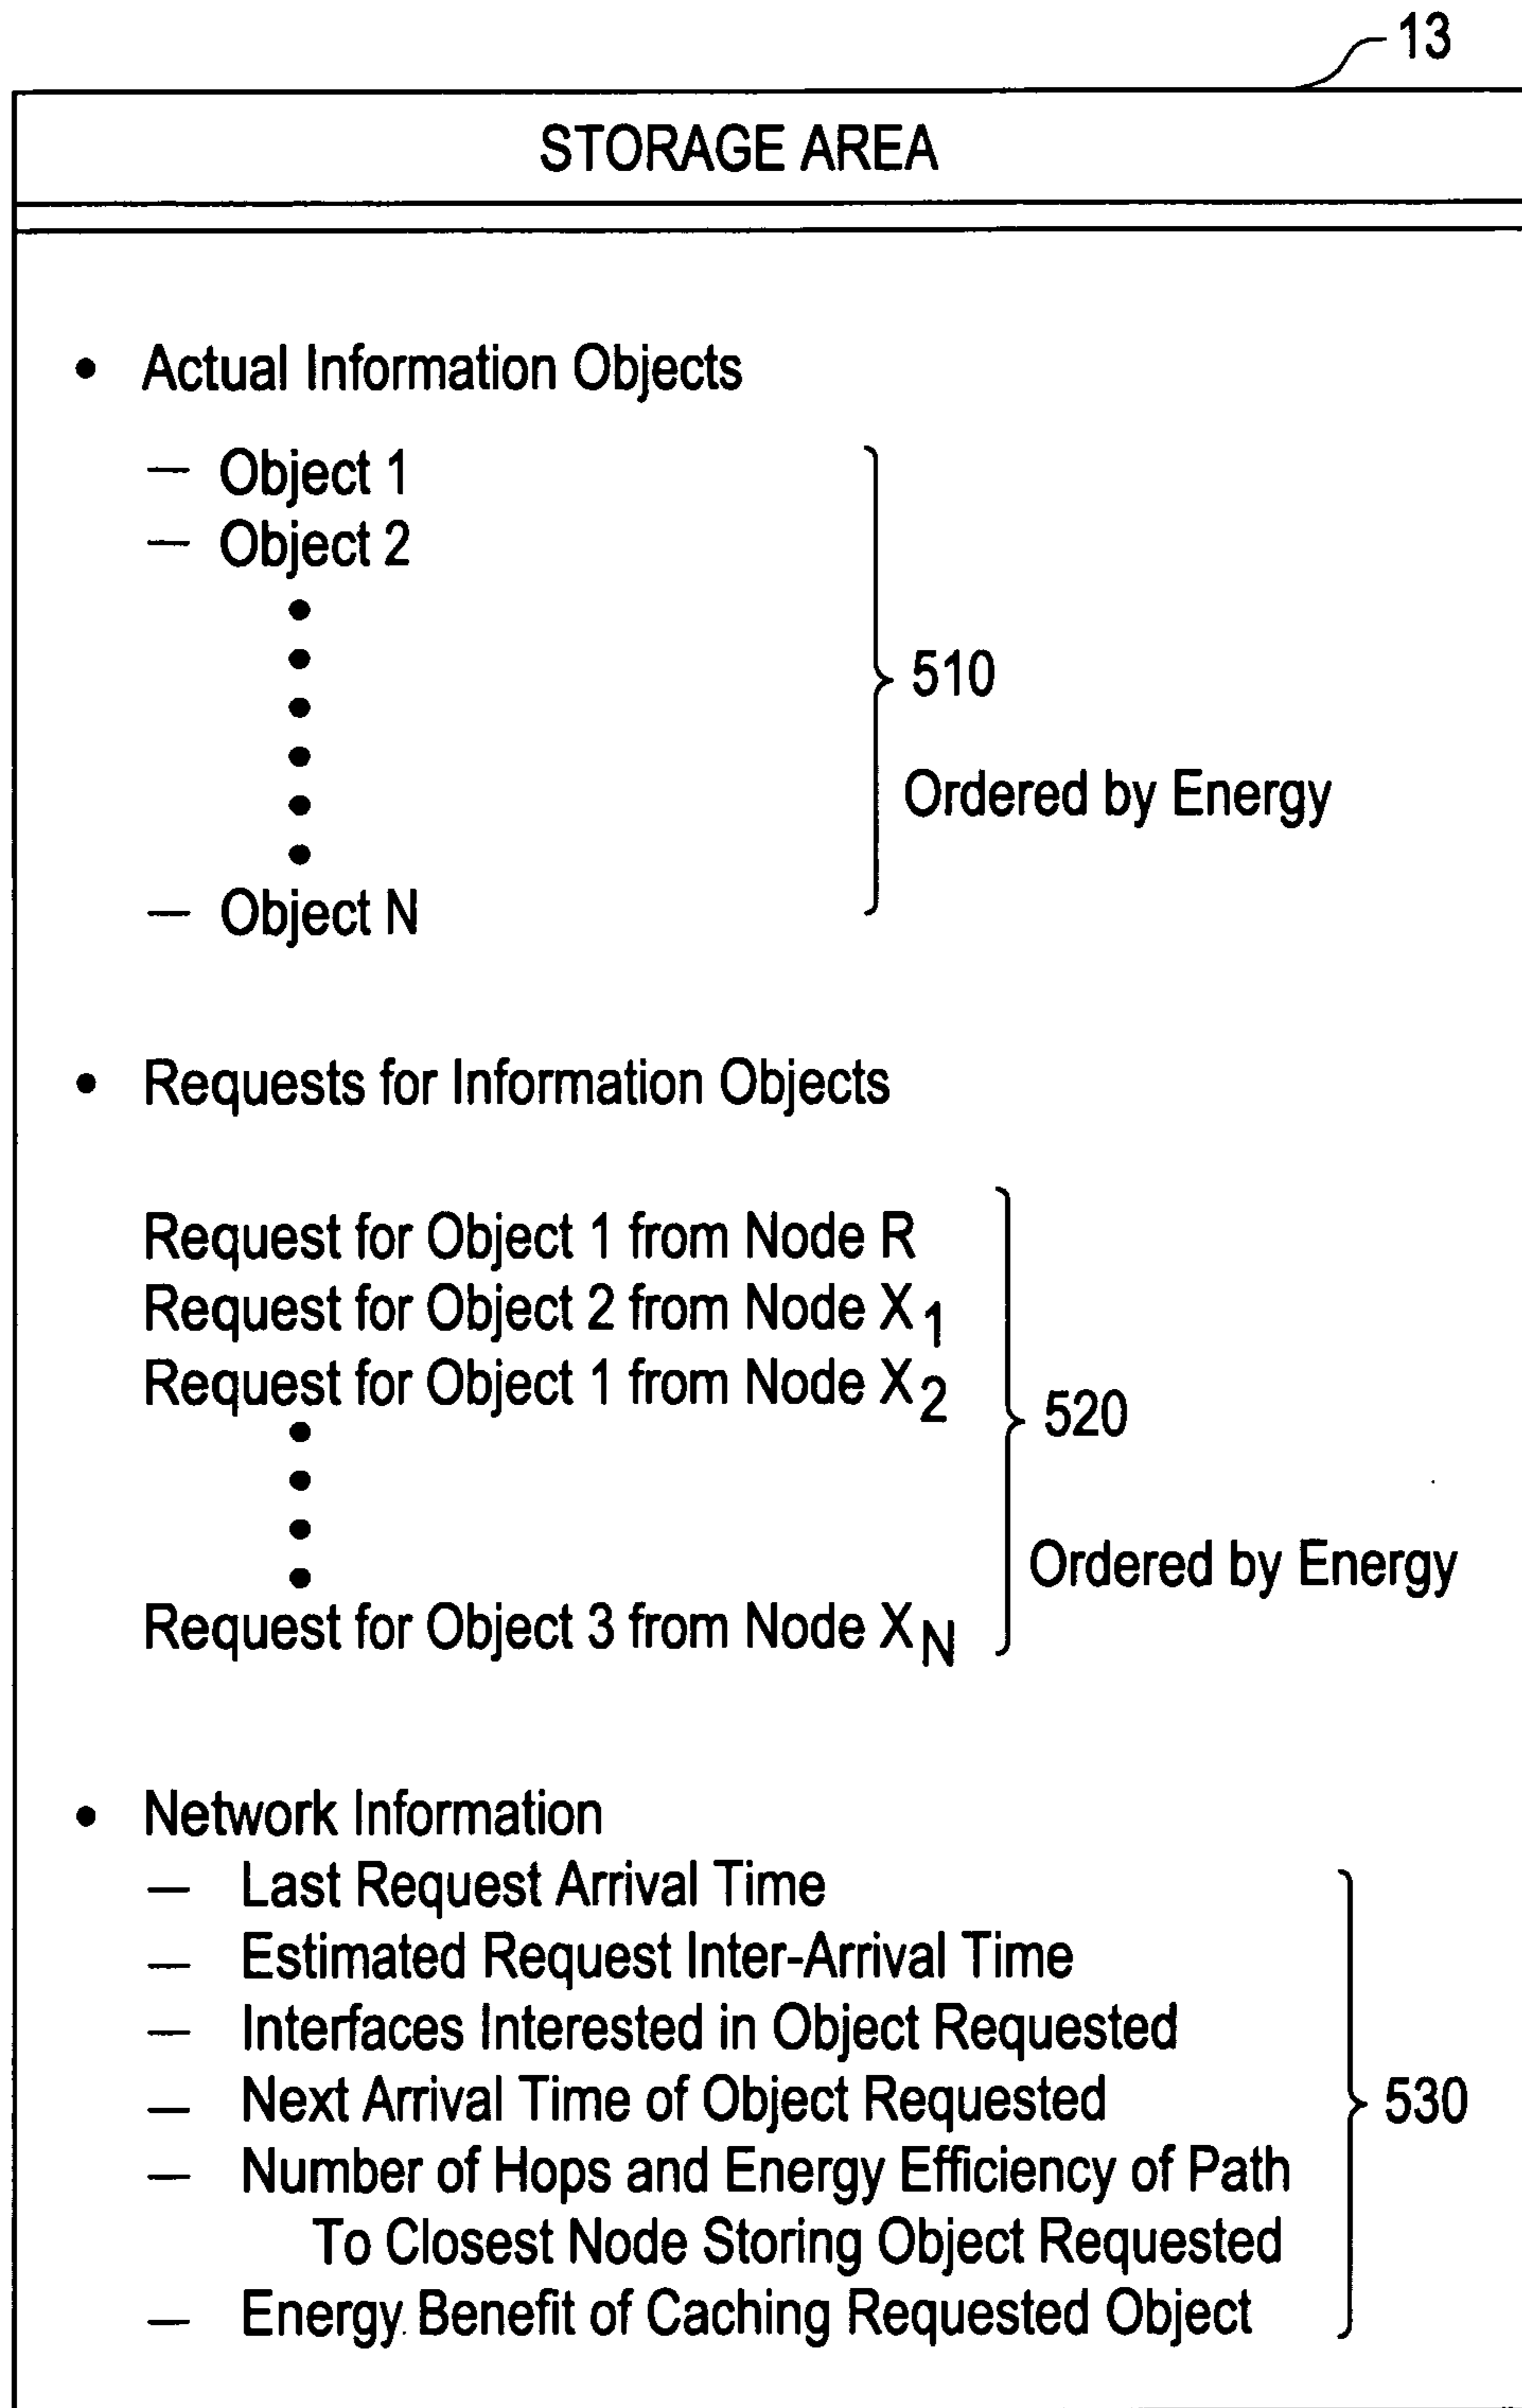 13
STORAGE AREA
• Actual Information Objects
— Object 1
— Object 2
— Object N
510
Ordered by Energy
• Requests for Information Objects
Request for Object 1 from Node R
Request for Object 2 from Node X1
Request for Object 1 from Node X2
Request for Object 3 from Node XN
520
Ordered by Energy
• Network Information
— Last Request Arrival Time
— Estimated Request Inter-Arrival Time
— Interfaces Interested in Object Requested
— Next Arrival Time of Object Requested
— Number of Hops and Energy Efficiency of Path
To Closest Node Storing Object Requested
— Energy Benefit of Caching Requested Object
530